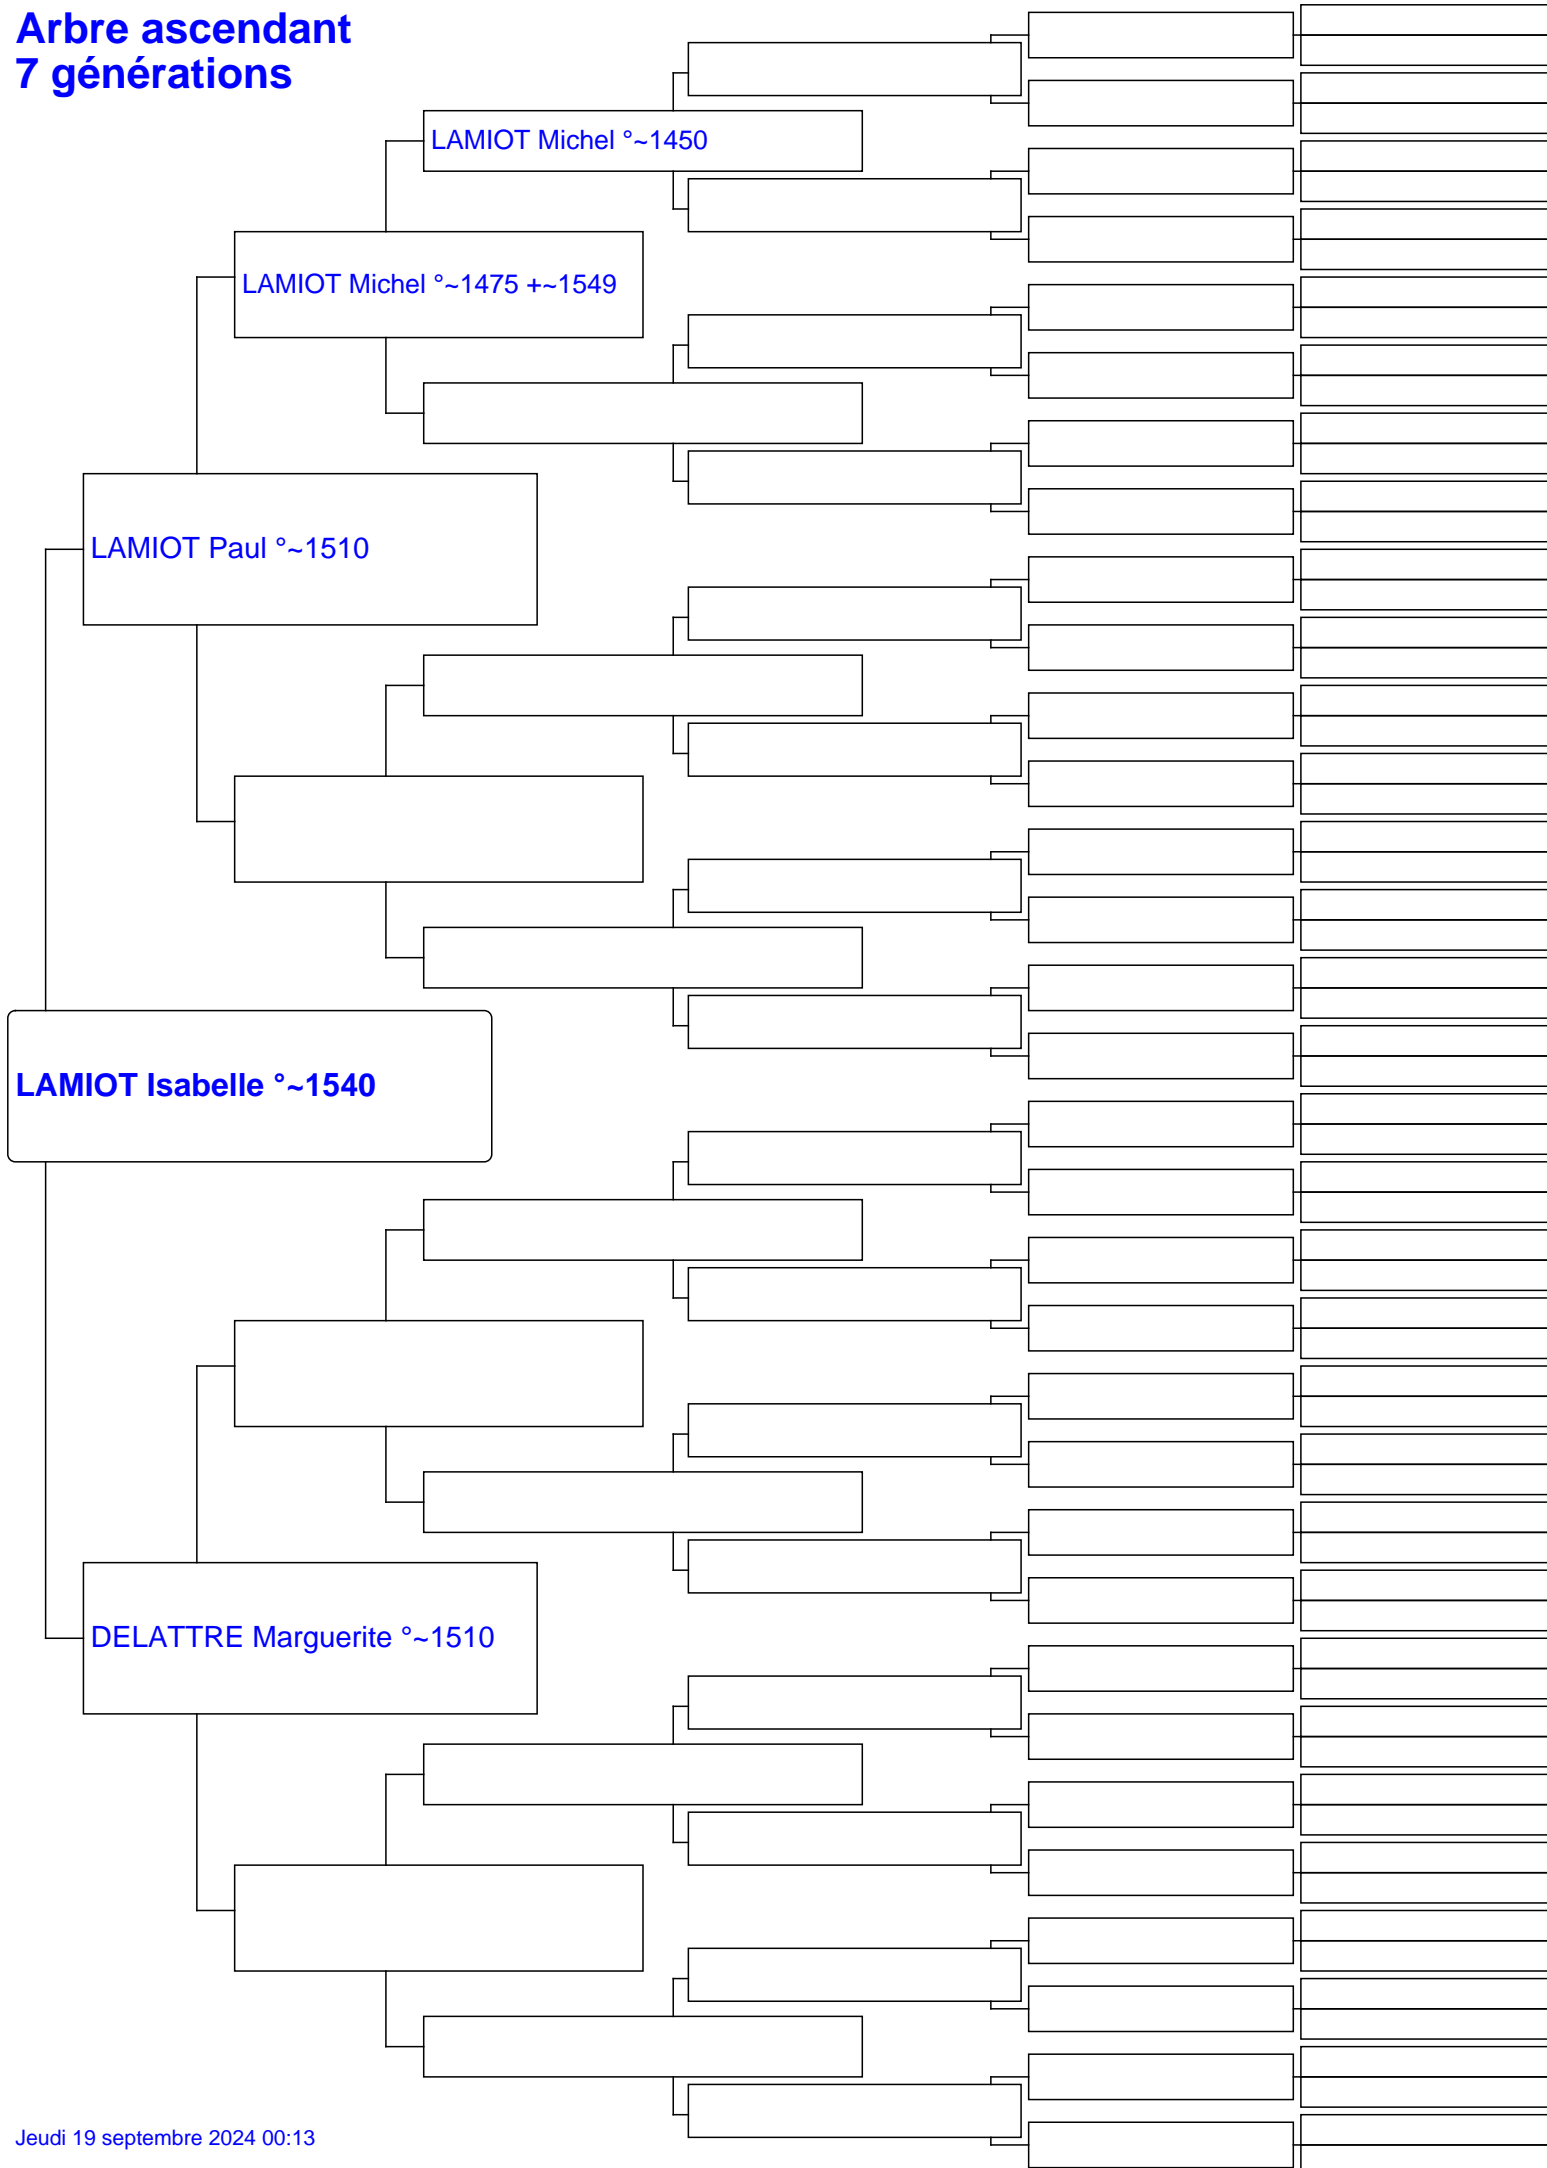 Arbre ascendant
7 générations
LAMIOT Michel °~1450
LAMIOT Michel °~1475 +~1549
LAMIOT Paul °~1510
LAMIOT Isabelle °~1540
DELATTRE Marguerite °~1510
Jeudi 19 septembre 2024 00:13